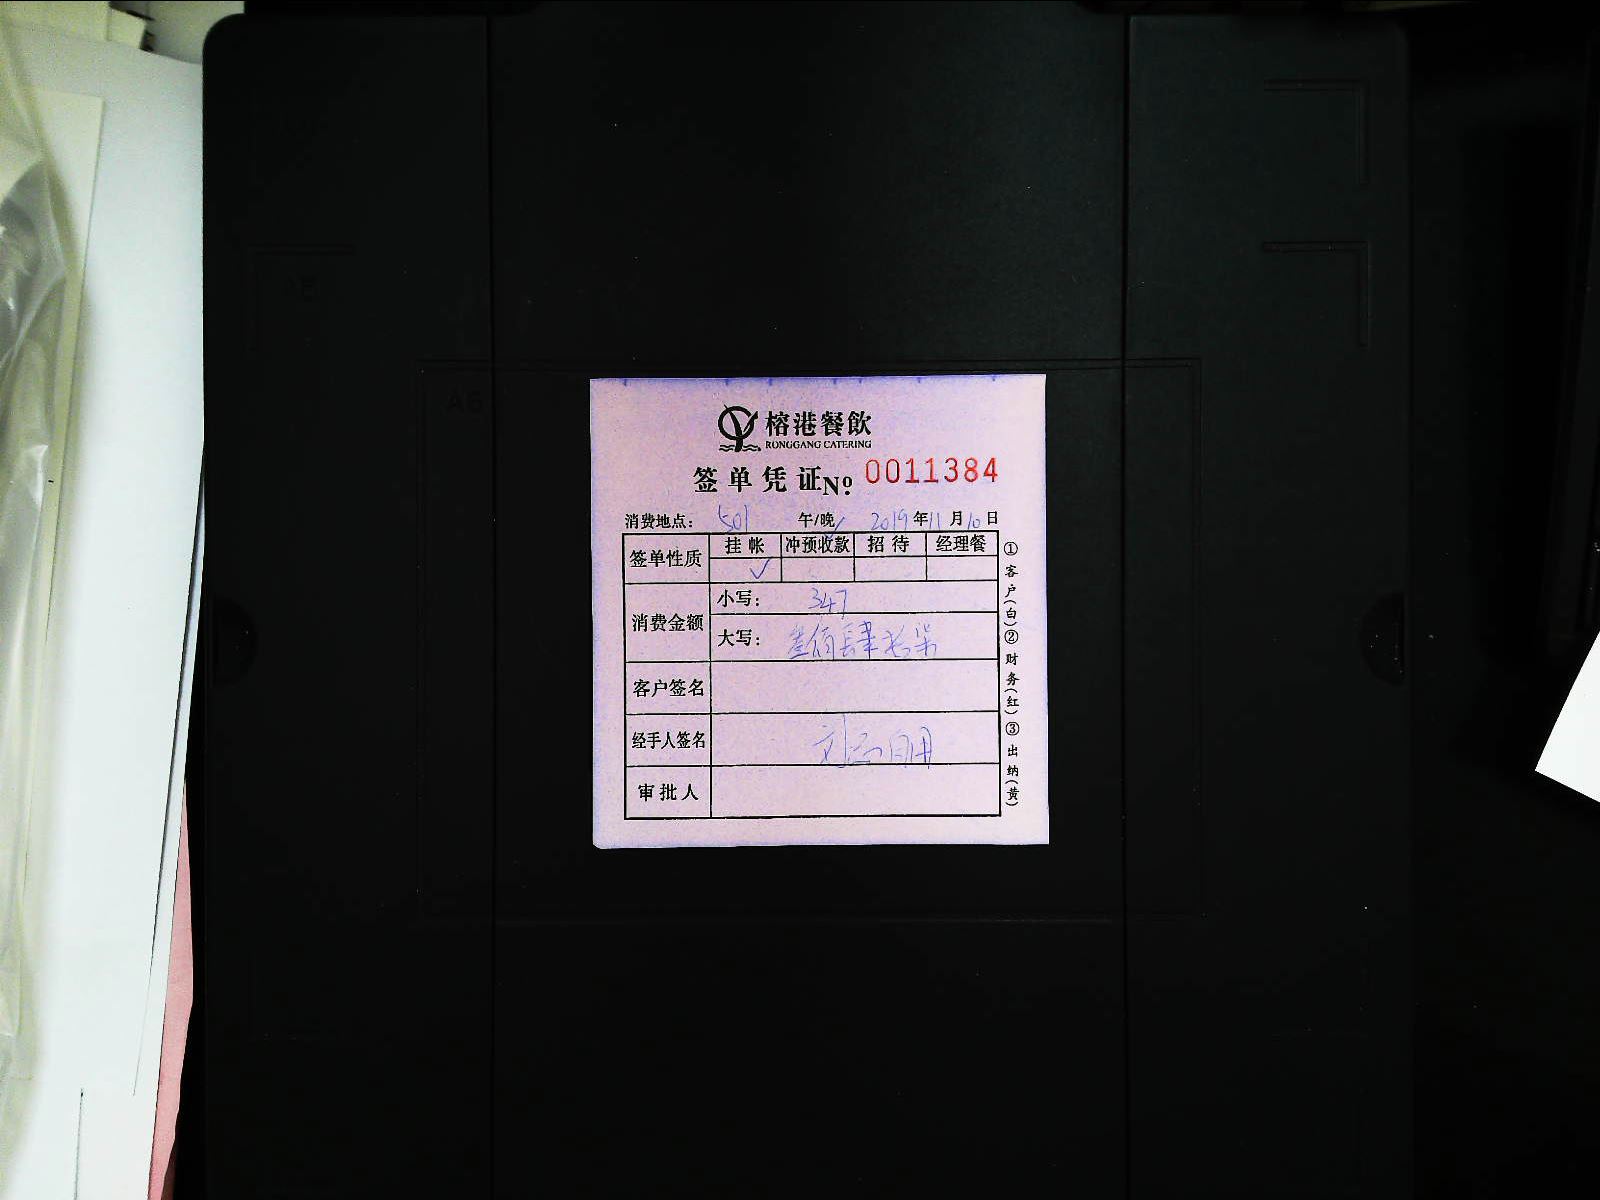 榕港餐飲
RONGGANG CATERING
签单凭证№ 0011384
消费地点: 501 午/晚✓ 2019年11月10日
签单性质 挂帐 冲预收款 招待 经理餐
✓
消费金额 小写: 347
大写: 叁佰肆拾柒
客户签名
经手人签名 刘
审批人
①客户(白)②财务(红)③出纳(黄)
A5
A6